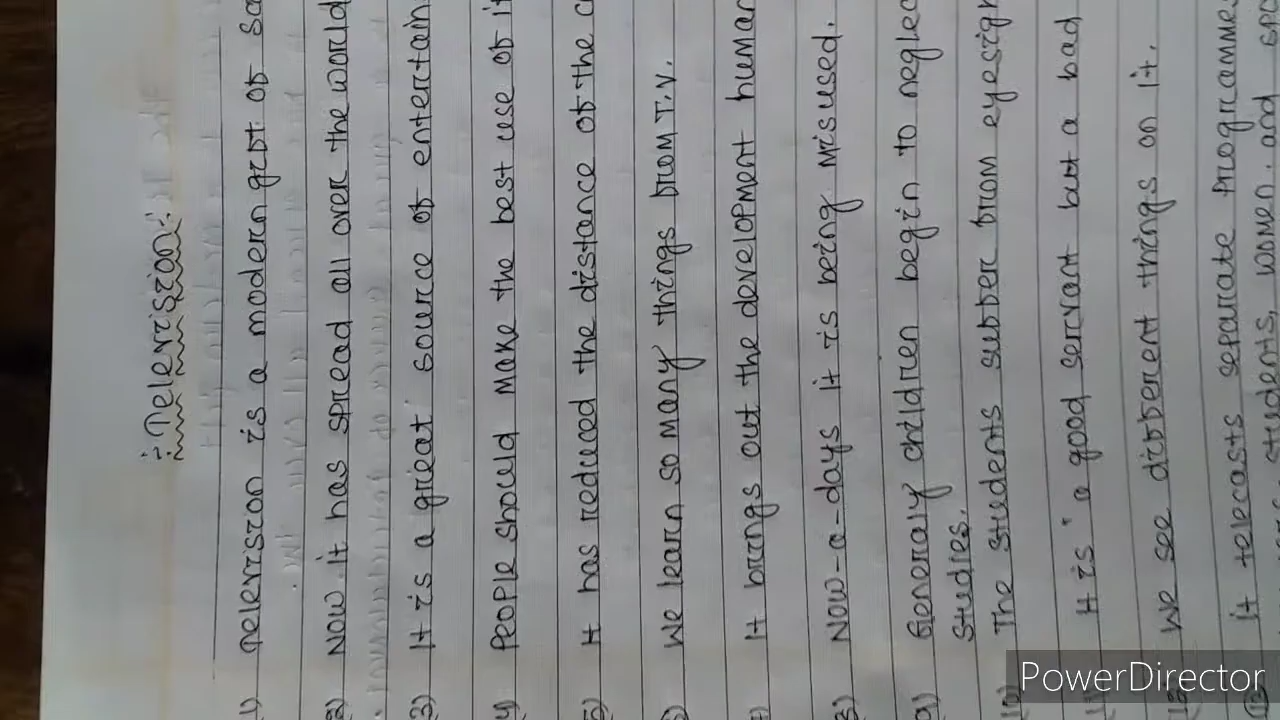 :Television:
1) Television is a modern gift of
2) Now it has spread all over the world
3) It is a great source of entertain
4) People should make the best use of it
5) It has reduced the distance of the
6) We learn so many things from T.V.
7) It brings out the development human
8) Now-a-days it is being misused.
9) Generaly children begin to neglec
studies.
10) The students suffer from eyesigh
11) It is a good servant but a bad
12) We see different things on it.
13) it telecasts separate programmes
students, women and
PowerDirector